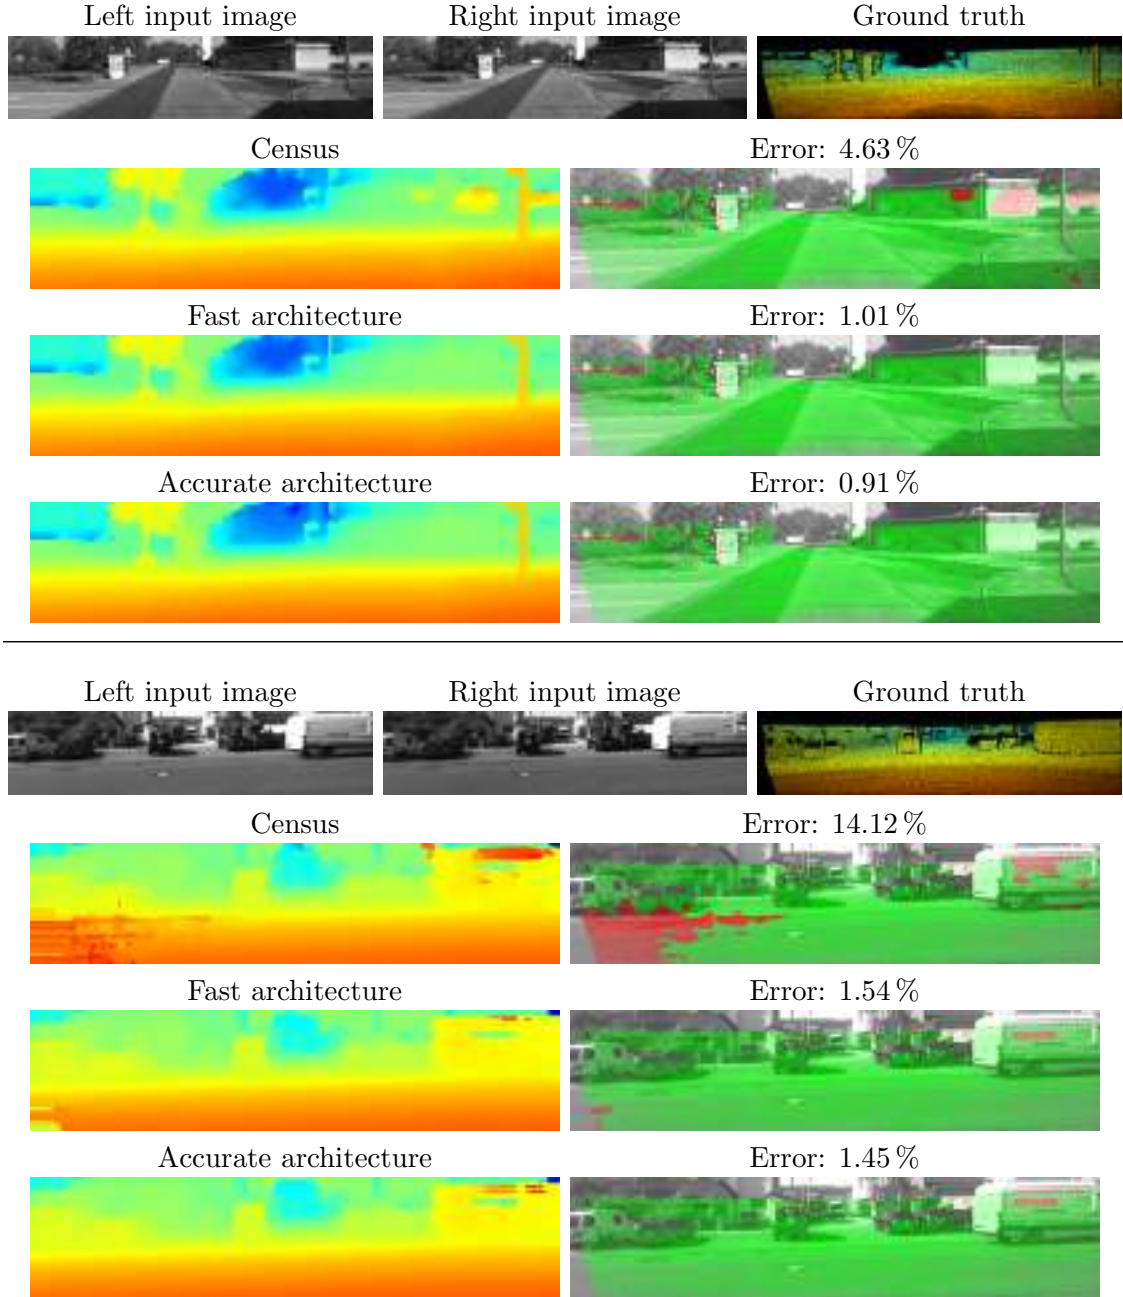 Left input image Right input image Ground truth
Census Error: 4.63 %
Fast architecture Error: 1.01 %
Accurate architecture Error: 0.91 %
Left input image Right input image Ground truth
Census Error: 14.12 %
Fast architecture Error: 1.54 %
Accurate architecture Error: 1.45 %